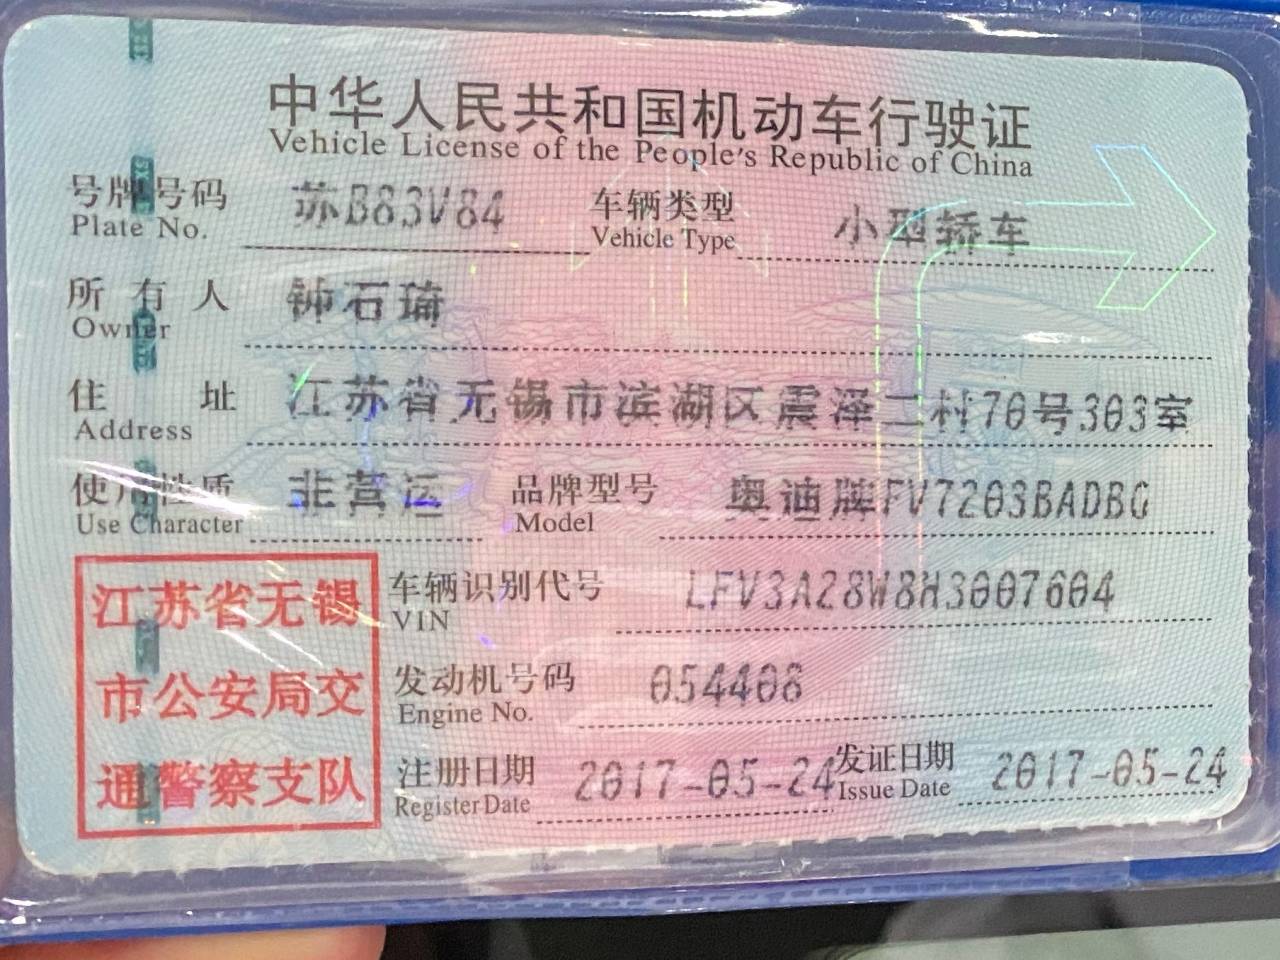 中华人民共和国机动车行驶证
Vehicle License of the People's Republic of China
号牌号码 苏B83V84 车辆类型 小型轿车
Plate No. Vehicle Type
所有人 钟石琦
Owner
住址 江苏省无锡市滨湖区震泽二村70号303室
Address
使用性质 非营运 品牌型号 奥迪牌FV7203BADBG
Use Character Model
江苏省无锡
市公安局交
通警察支队
车辆识别代号 LFV3A28W8H3007604
VIN
发动机号码 054408
Engine No.
注册日期 2017-05-24 发证日期 2017-05-24
Register Date Issue Date